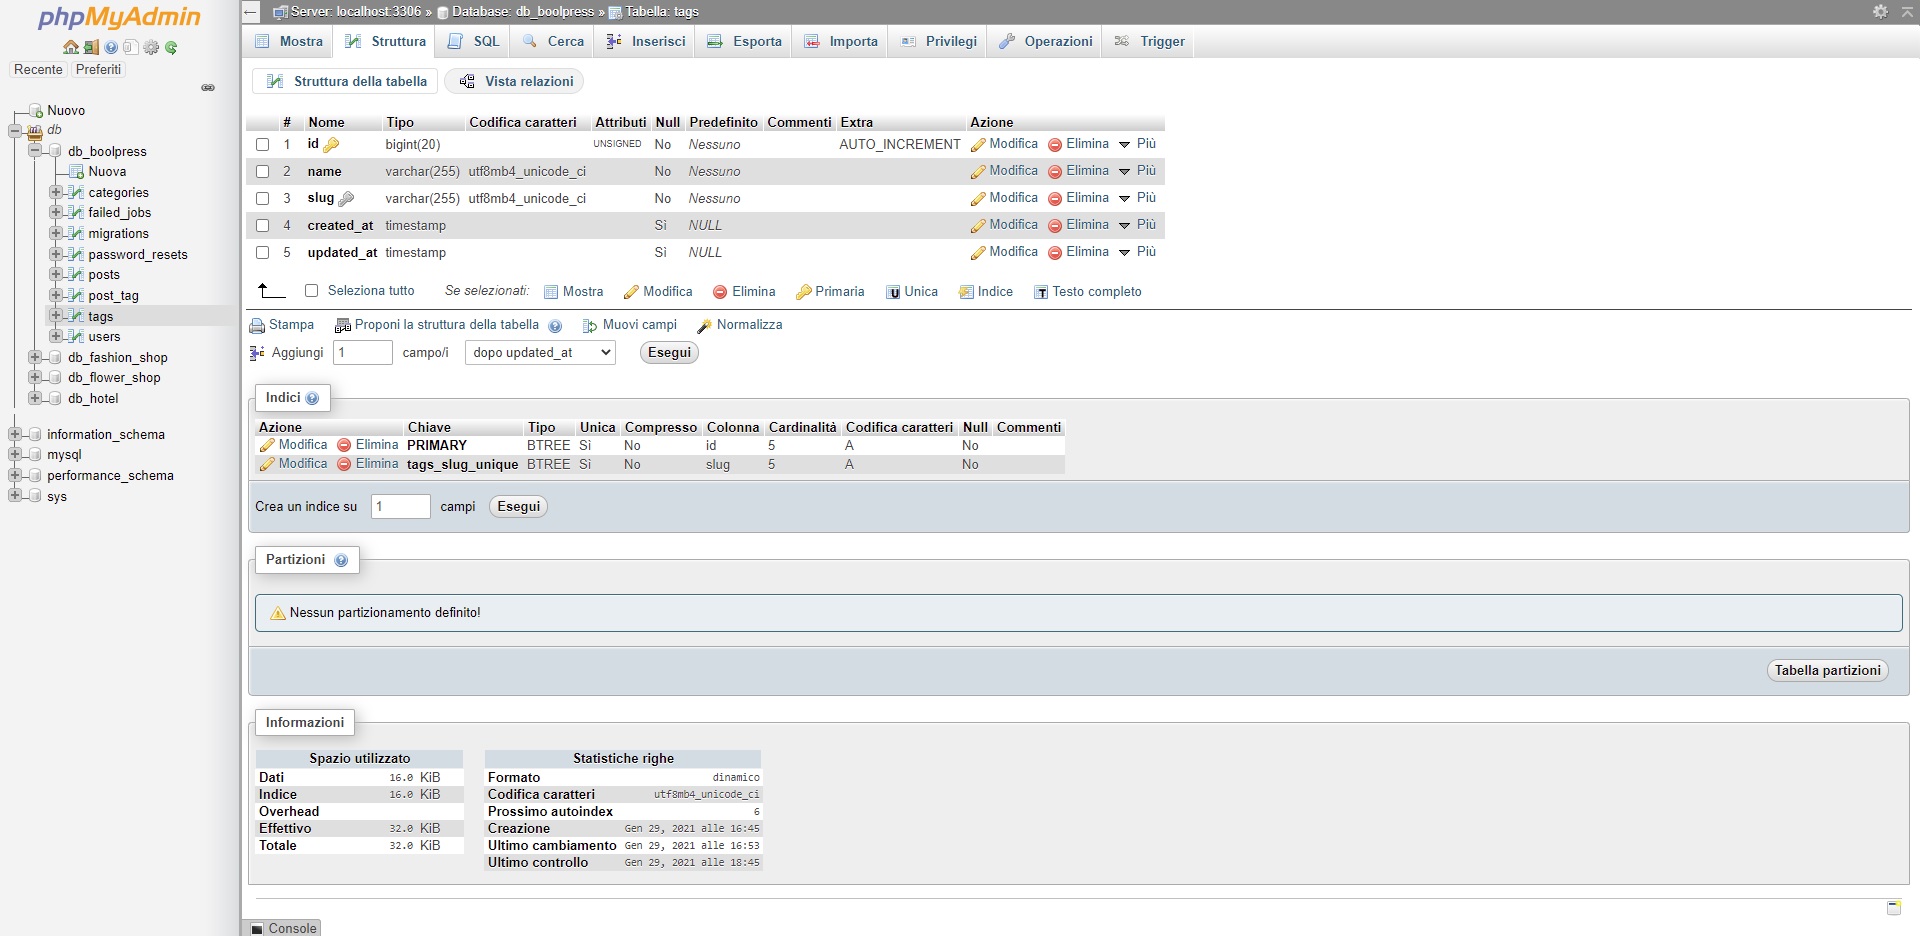 phpMyAdmin
Recente Preferiti
Nuovo
db
db_boolpress
Nuova
categories
failed_jobs
migrations
password_resets
posts
post_tag
tags
users
db_fashion_shop
db_flower_shop
db_hotel
information_schema
mysql
performance_schema
sys
Server: localhost:3306 » Database: db_boolpress » Tabella: tags
Mostra Struttura SQL Cerca Inserisci Esporta Importa Privilegi Operazioni Trigger
Struttura della tabella Vista relazioni
# Nome Tipo Codifica caratteri Attributi Null Predefinito Commenti Extra Azione
1 id bigint(20) UNSIGNED No Nessuno AUTO_INCREMENT Modifica Elimina Più
2 name varchar(255) utf8mb4_unicode_ci No Nessuno Modifica Elimina Più
3 slug varchar(255) utf8mb4_unicode_ci No Nessuno Modifica Elimina Più
4 created_at timestamp Sì NULL Modifica Elimina Più
5 updated_at timestamp Sì NULL Modifica Elimina Più
Seleziona tutto Se selezionati: Mostra Modifica Elimina Primaria Unica Indice Testo completo
Stampa Proponi la struttura della tabella Muovi campi Normalizza
Aggiungi 1 campo/i dopo updated_at Esegui
Indici
Azione Chiave Tipo Unica Compresso Colonna Cardinalità Codifica caratteri Null Commenti
Modifica Elimina PRIMARY BTREE Sì No id 5 A No
Modifica Elimina tags_slug_unique BTREE Sì No slug 5 A No
Crea un indice su 1 campi Esegui
Partizioni
Nessun partizionamento definito!
Tabella partizioni
Informazioni
Spazio utilizzato
Dati 16.0 KiB
Indice 16.0 KiB
Overhead
Effettivo 32.0 KiB
Totale 32.0 KiB
Statistiche righe
Formato dinamico
Codifica caratteri utf8mb4_unicode_ci
Prossimo autoindex 6
Creazione Gen 29, 2021 alle 16:45
Ultimo cambiamento Gen 29, 2021 alle 16:53
Ultimo controllo Gen 29, 2021 alle 18:45
Console